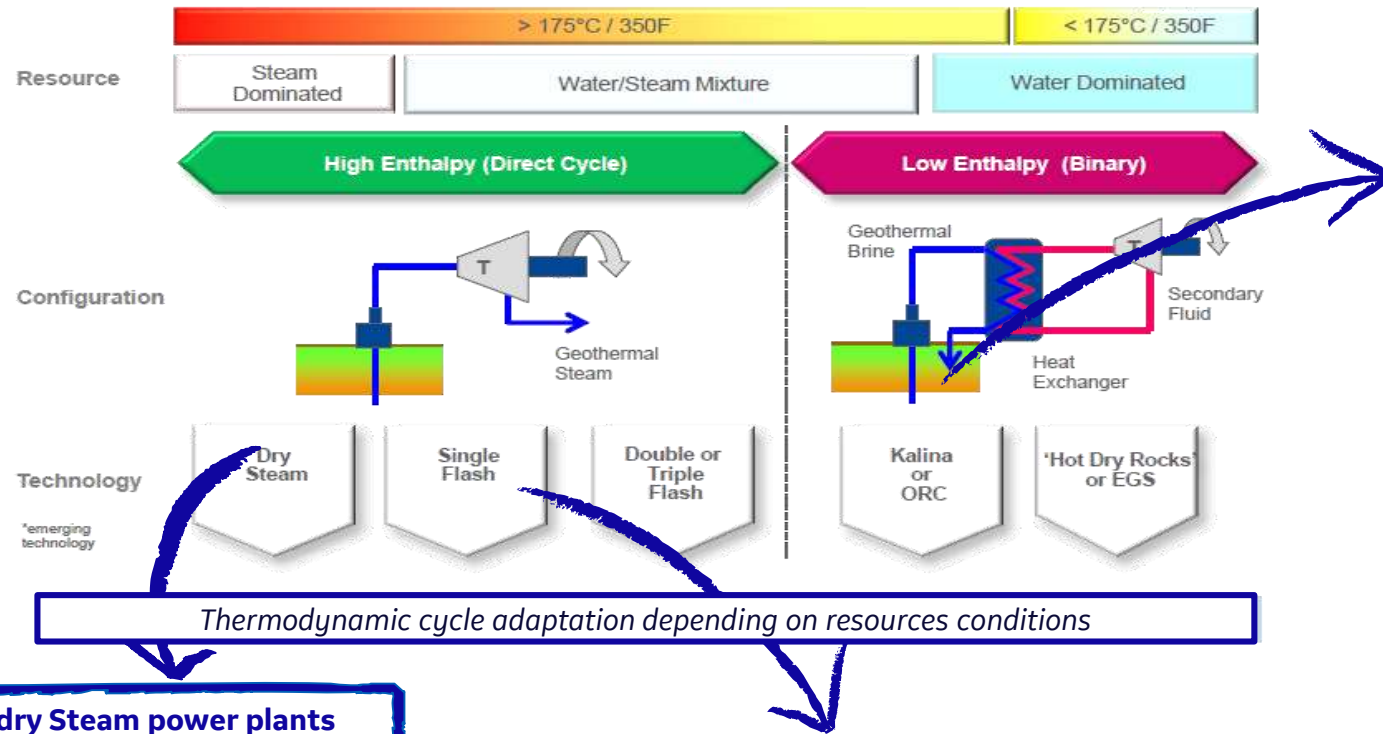 > 175°C / 350F
< 175°C / 350F
Resource
Steam
Dominated
Water/Steam Mixture
Water Dominated
High Enthalpy (Direct Cycle)
Low Enthalpy (Binary)
Configuration
T
Geothermal
Steam
Geothermal
Brine
T
Secondary
Fluid
Heat
Exchanger
Technology
*emerging
technology
Dry
Steam
Single
Flash
Double or
Triple
Flash
Kalina
or
ORC
'Hot Dry Rocks'
or EGS
Thermodynamic cycle adaptation depending on resources conditions
dry Steam power plants